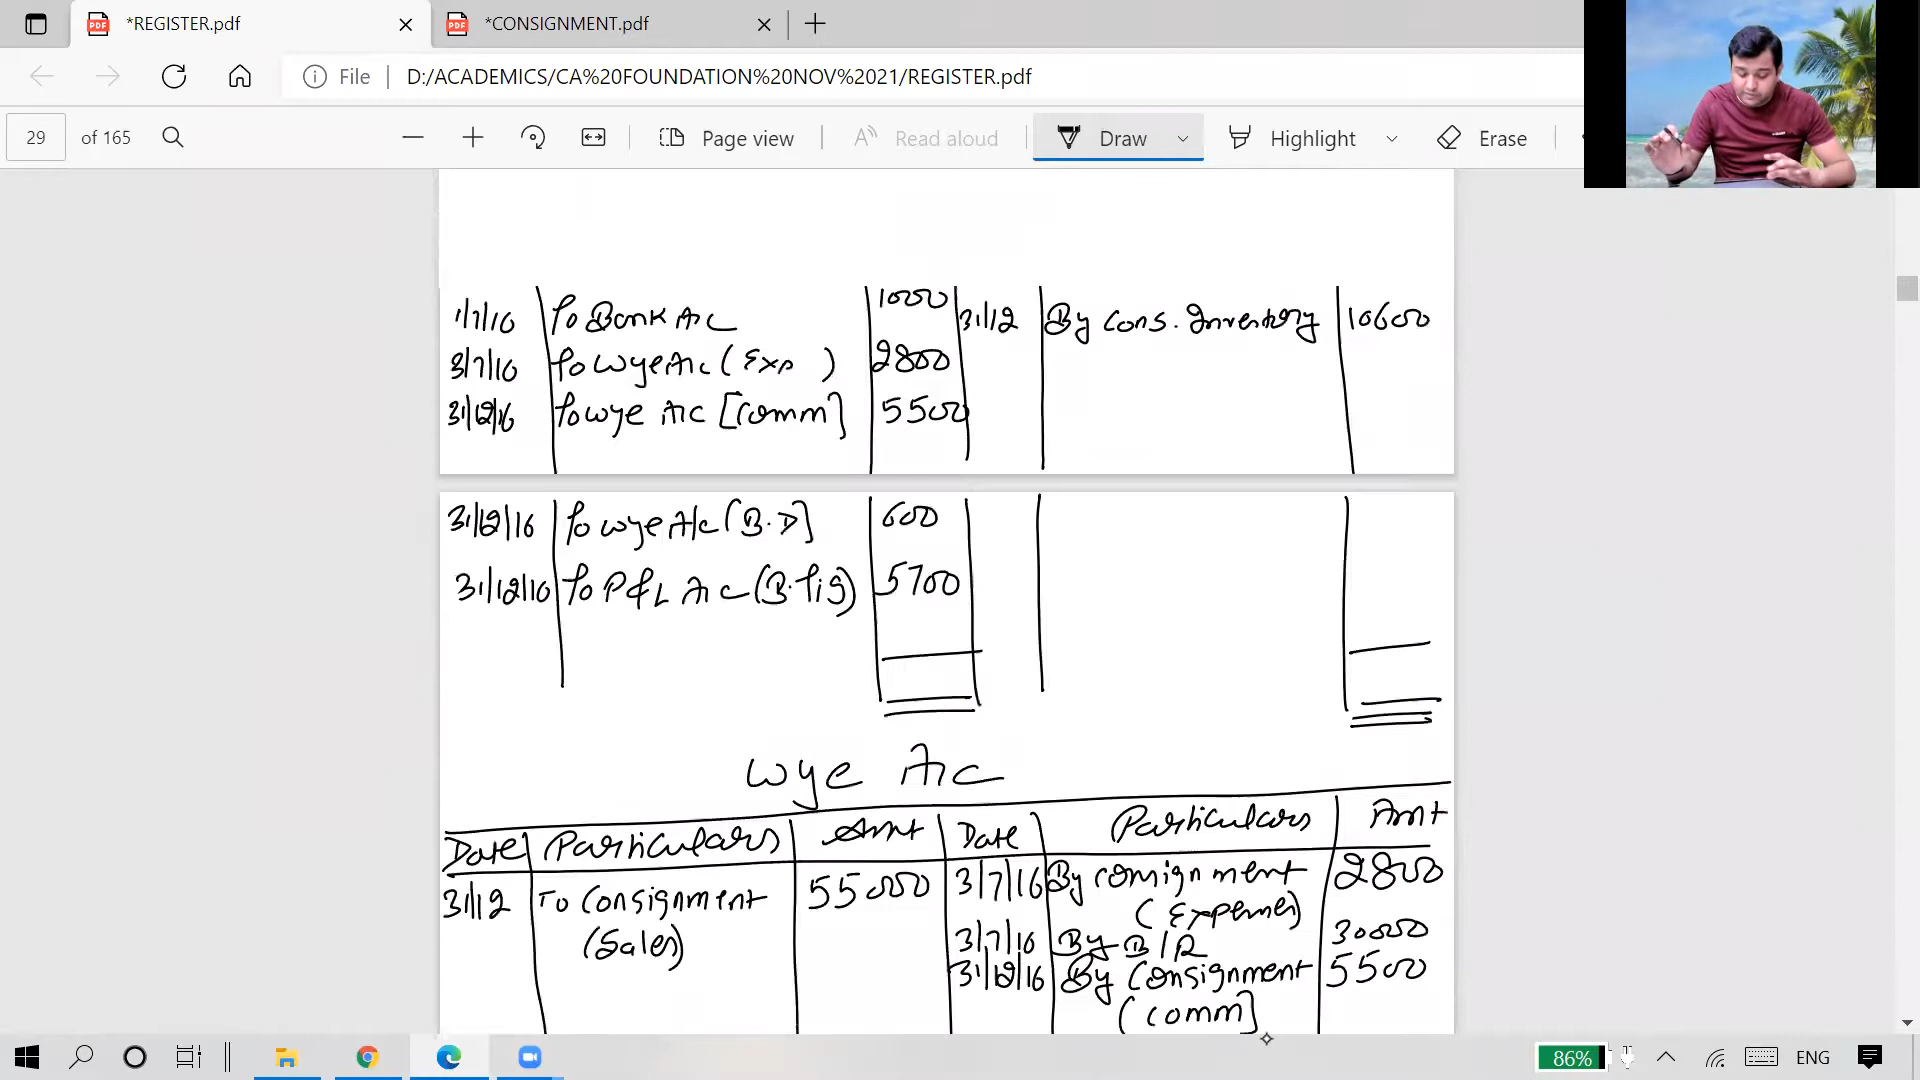 *REGISTER.pdf
*CONSIGNMENT.pdf
File
D:/ACADEMICS/CA%20FOUNDATION%20NOV%2021/REGISTER.pdf
29 of 165
Page view
Read aloud
Draw
Highlight
Erase
1/7/16 To Bank A/c 1000 31/12 By Cons. Inventory 10600
3/7/16 To Wye A/c (Exp) 2800
31/12/16 To Wye A/c [Comm] 5500
31/12/16 To Wye A/c (B.D] 600
31/12/16 To P&L A/c (B.fig) 5700
Wye A/c
Date Particulars Amt Date Particulars Amt
31/12 To Consignment 55000 3/7/16 By Consignment 2800
(Sales) (Expenses)
3/7/16 By B/R 30000
31/12/16 By Consignment 5500
(Comm]
86% ENG